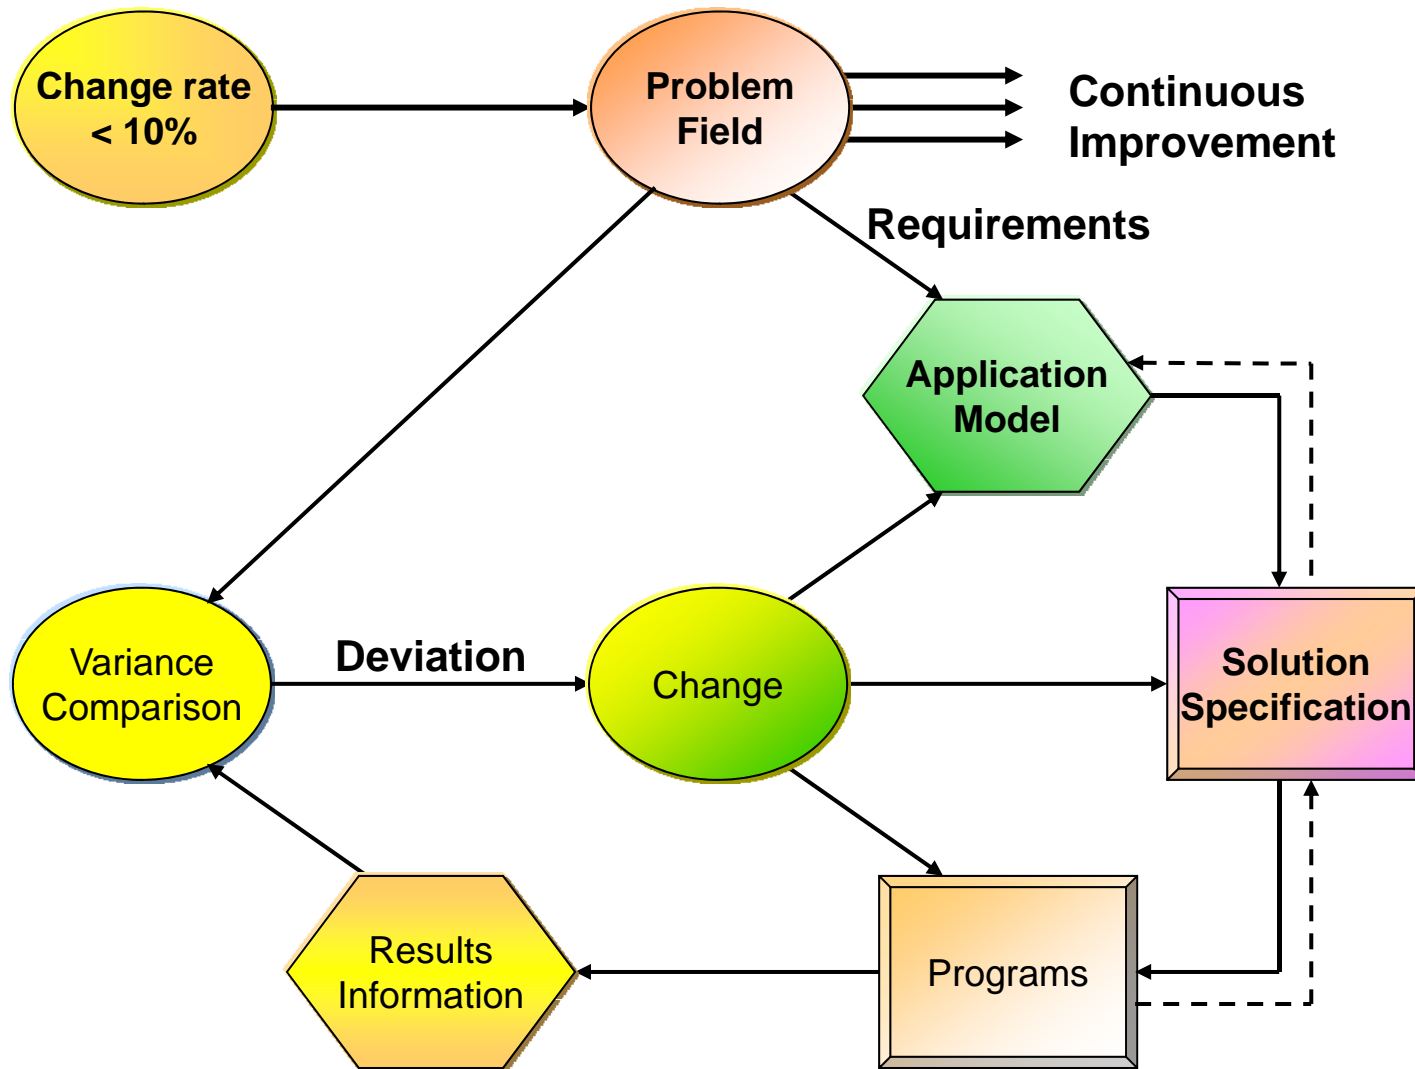 Change rate
< 10%
Problem
Field
Continuous
Improvement
Requirements
Application
Model
Variance
Comparison
Deviation
Change
Solution
Specification
Results
Information
Programs